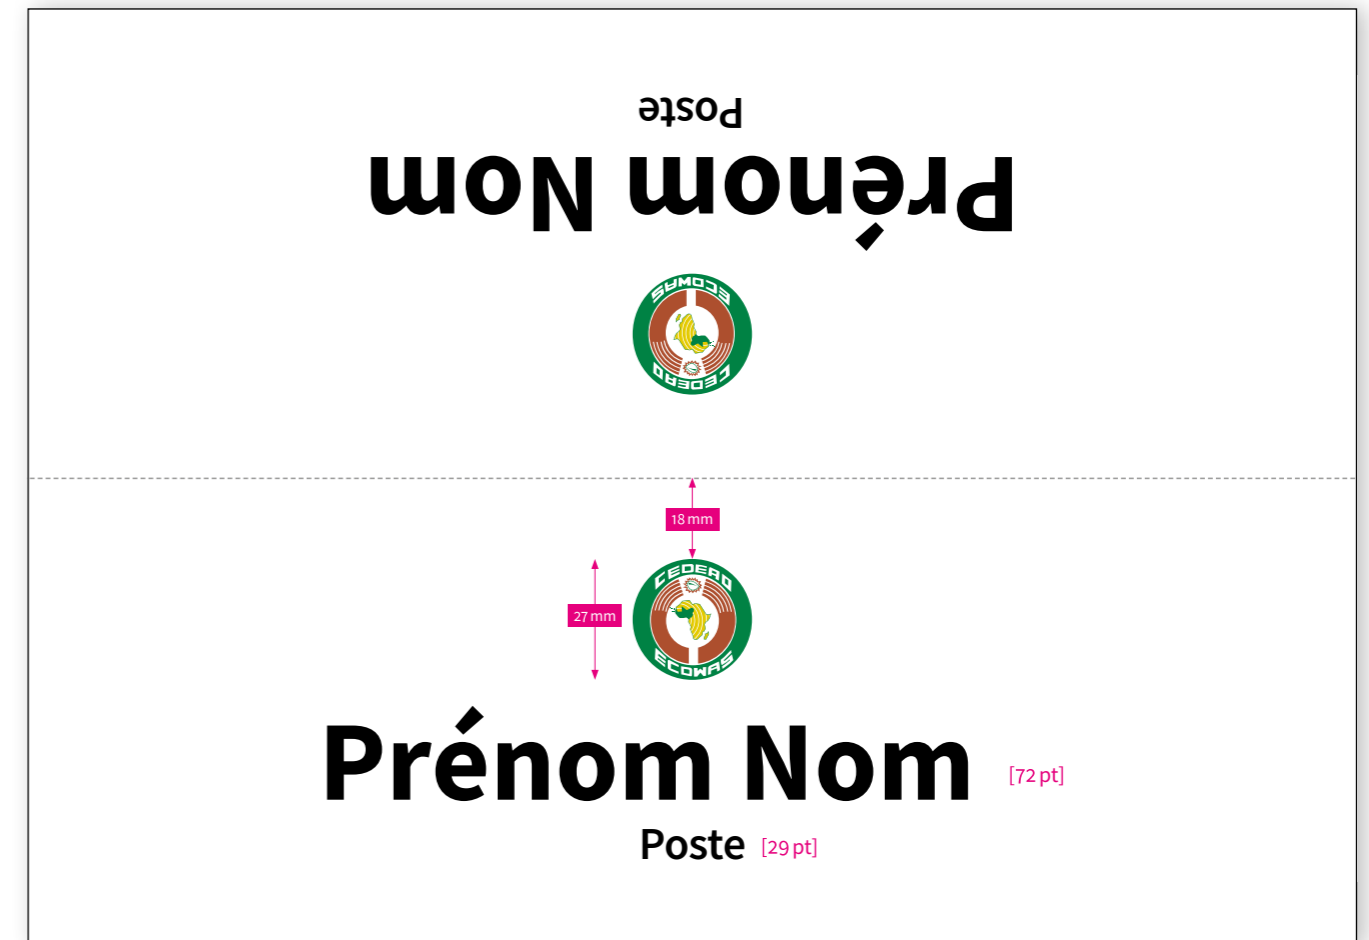 Poste
Prénom Nom
ECOWAS
CEDEAO
18 mm
27 mm
CEDEAO
ECOWAS
Prénom Nom
[72 pt]
Poste
[29 pt]